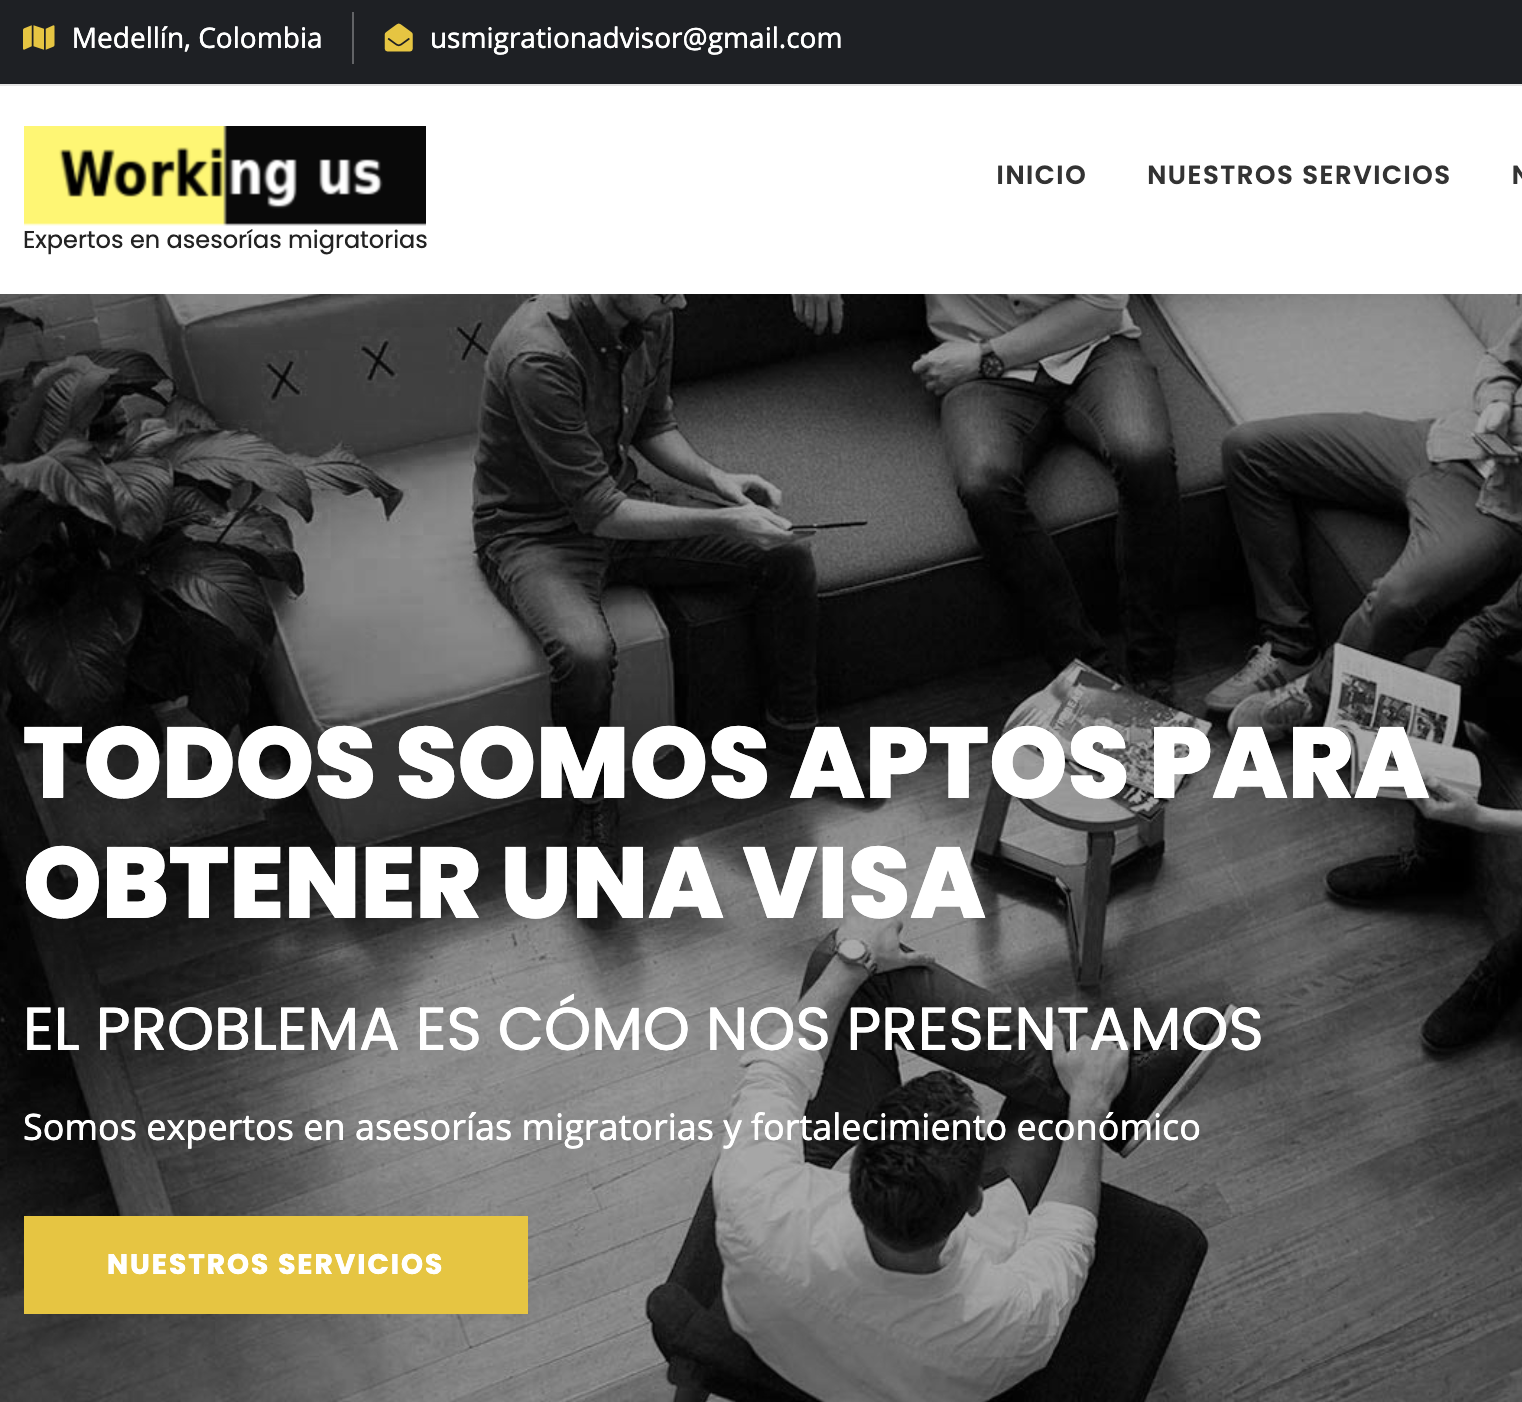 Medellín, Colombia
usmigrationadvisor@gmail.com
Working us
Expertos en asesorías migratorias
INICIO
NUESTROS SERVICIOS
TODOS SOMOS APTOS PARA
OBTENER UNA VISA
EL PROBLEMA ES CÓMO NOS PRESENTAMOS
Somos expertos en asesorías migratorias y fortalecimiento económico
NUESTROS SERVICIOS